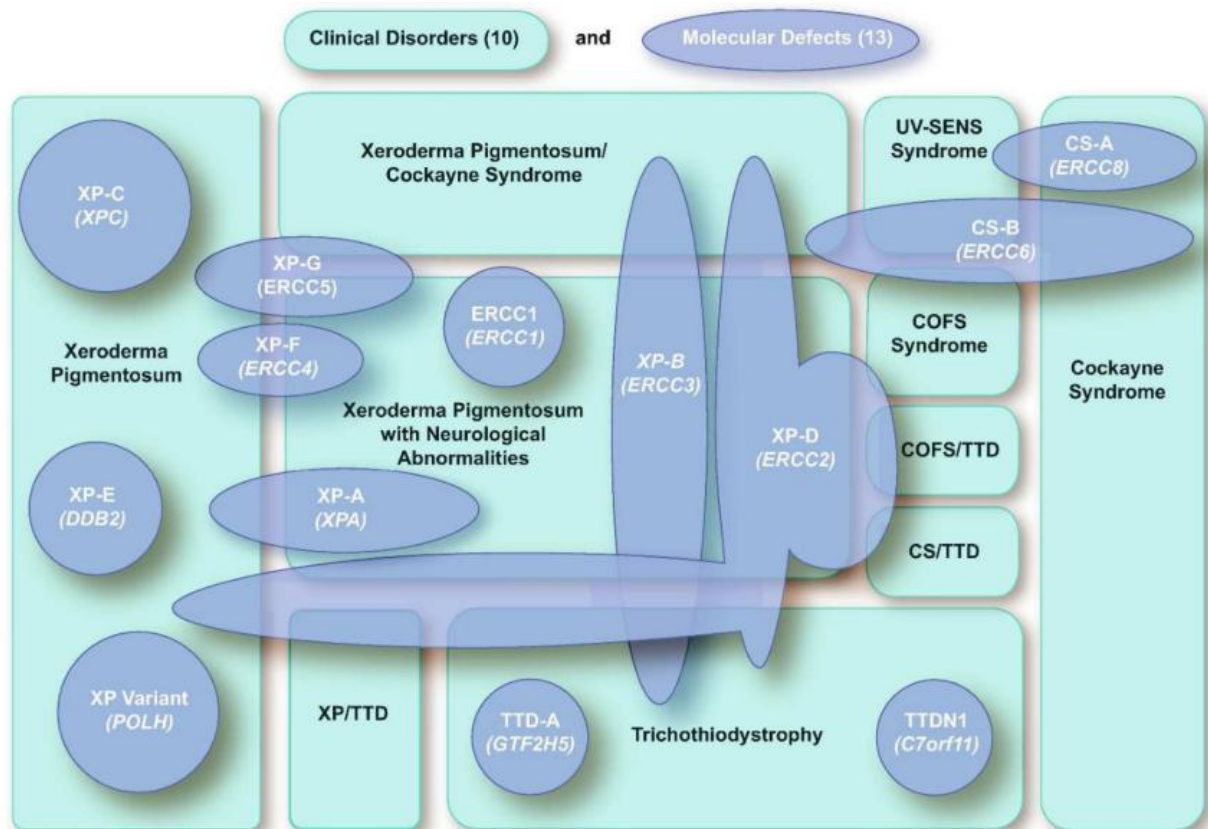 Clinical Disorders (10)
and
Molecular Defects (13)
Xeroderma Pigmentosum/
Cockayne Syndrome
UV-SENS
Syndrome
CS-A
(ERCC8)
XP-C
(XPC)
CS-B
(ERCC6)
XP-G
(ERCC5)
ERCC1
(ERCC1)
XP-F
(ERCC4)
Xeroderma
Pigmentosum
XP-B
(ERCC3)
COFS
Syndrome
Cockayne
Syndrome
Xeroderma Pigmentosum
with Neurological
Abnormalities
XP-D
(ERCC2)
COFS/TTD
XP-E
(DDB2)
XP-A
(XPA)
CS/TTD
XP Variant
(POLH)
XP/TTD
TTD-A
(GTF2H5)
Trichothiodystrophy
TTDN1
(C7orf11)